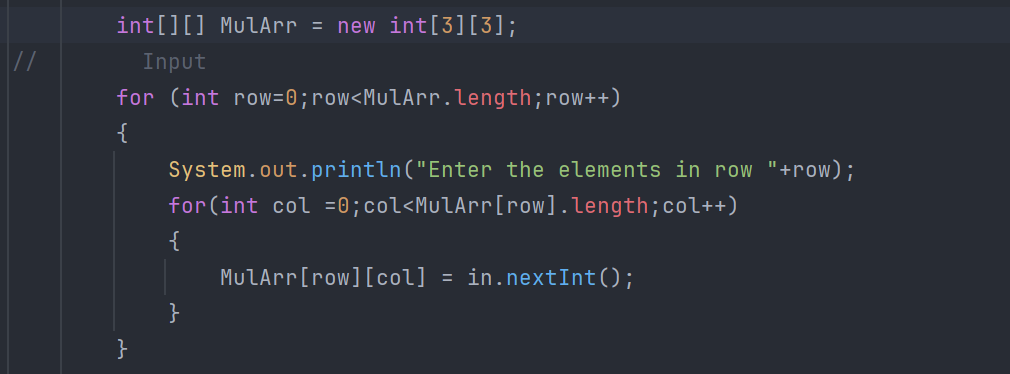 int[][] MulArr = new int[3][3];
//        Input
for (int row=0;row<MulArr.length;row++)
{
System.out.println("Enter the elements in row "+row);
for(int col =0;col<MulArr[row].length;col++)
{
MulArr[row][col] = in.nextInt();
}
}